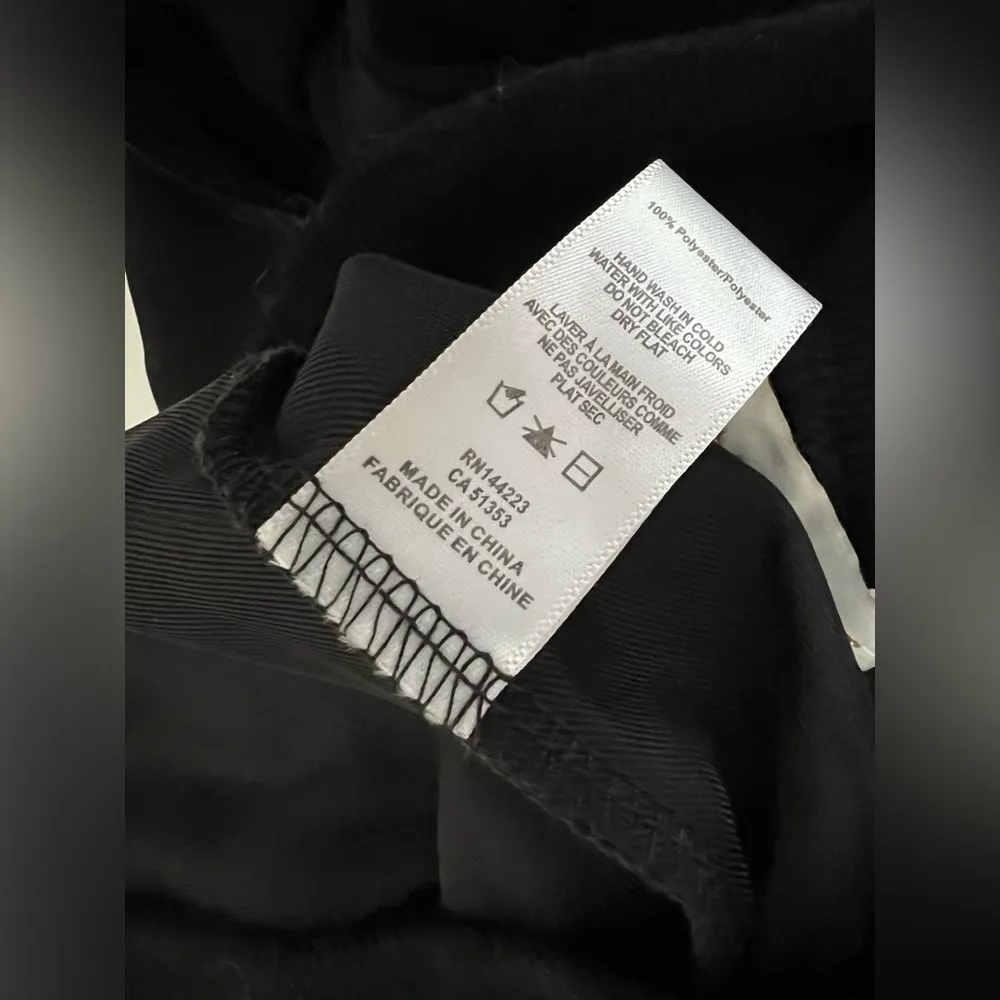 100% Polyester/Polyester
HAND WASH IN COLD
WATER WITH LIKE COLORS
DO NOT BLEACH
DRY FLAT
LAVER À LA MAIN FROID
AVEC DES COULEURS COMME
NE PAS JAVELLISER
PLAT SEC
RN144223
CA 51353
MADE IN CHINA
FABRIQUE EN CHINE